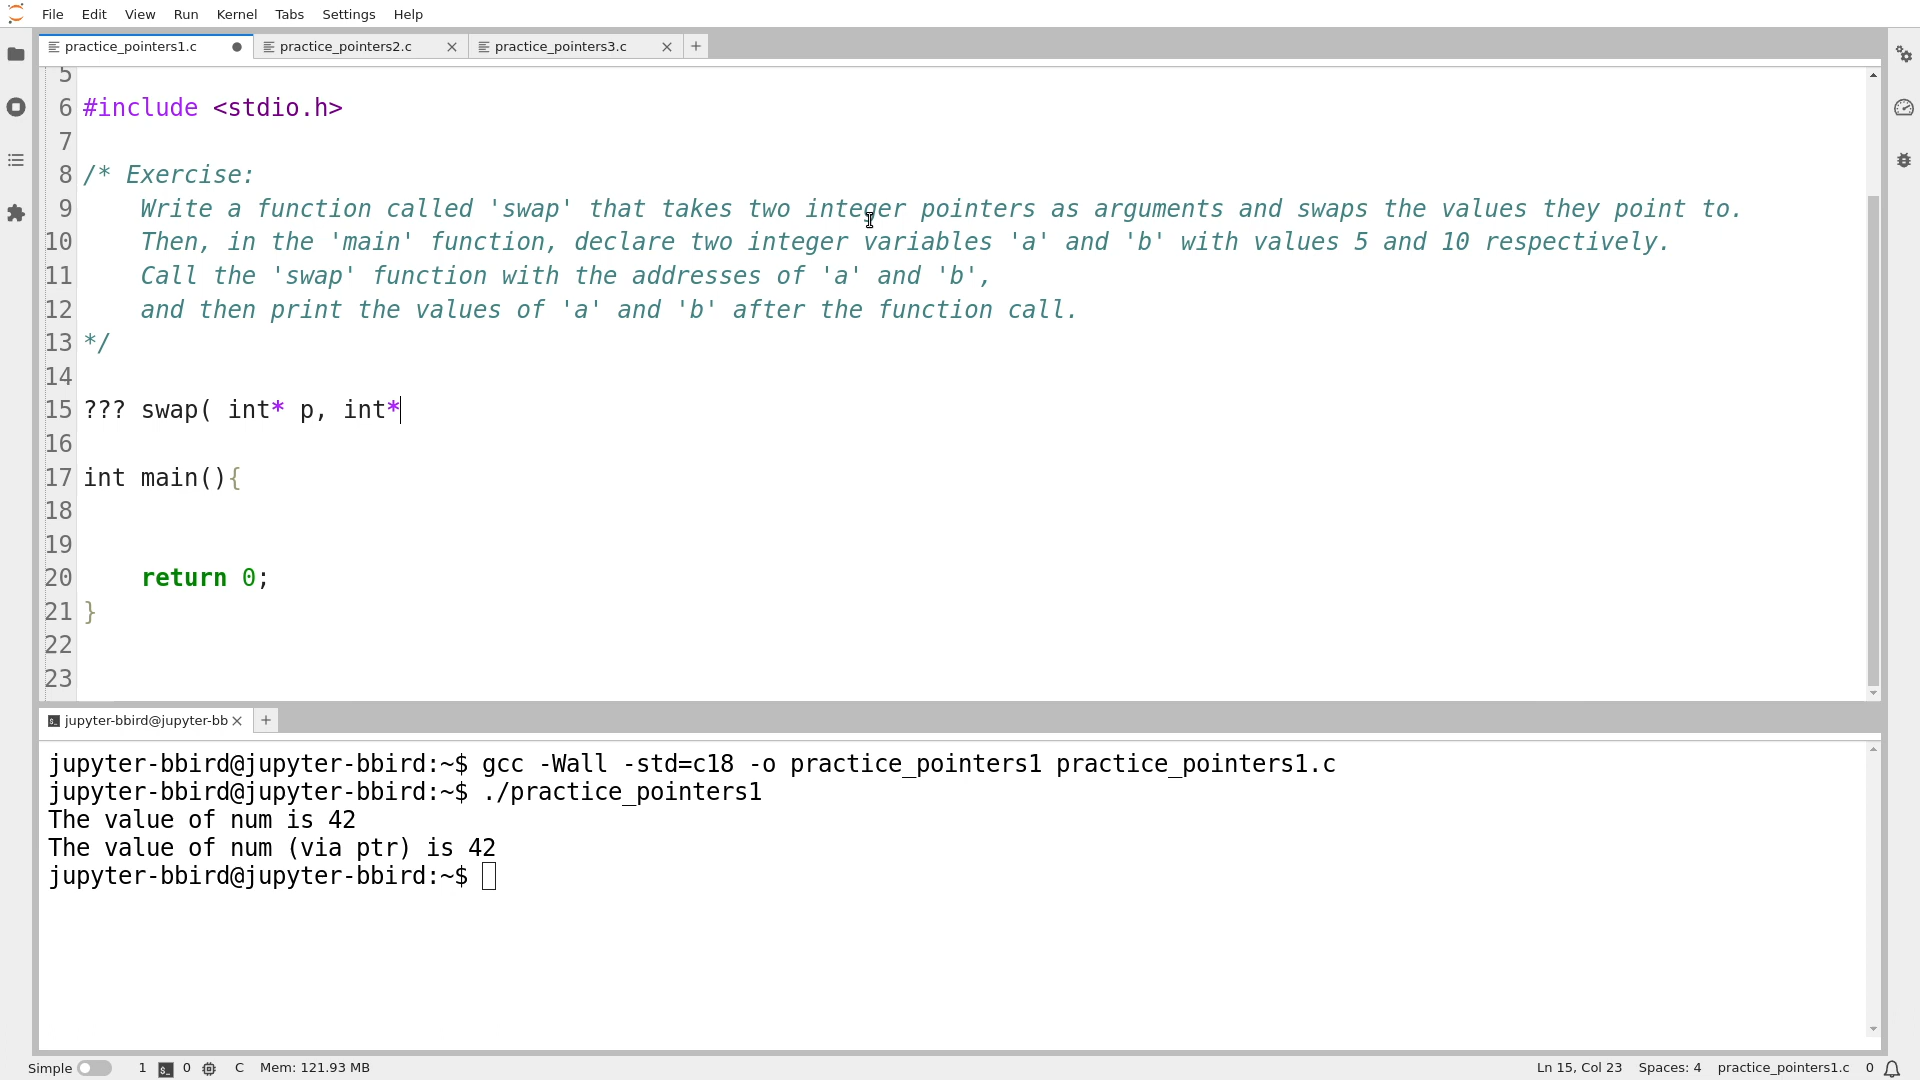 File Edit View Run Kernel Tabs Settings Help
practice_pointers1.c practice_pointers2.c practice_pointers3.c
5
6 #include <stdio.h>
7
8 /* Exercise:
9 Write a function called 'swap' that takes two integer pointers as arguments and swaps the values they point to.
10 Then, in the 'main' function, declare two integer variables 'a' and 'b' with values 5 and 10 respectively.
11 Call the 'swap' function with the addresses of 'a' and 'b',
12 and then print the values of 'a' and 'b' after the function call.
13 */
14
15 ??? swap( int* p, int*
16
17 int main(){
18
19
20 return 0;
21 }
22
23
jupyter-bbird@jupyter-bb
jupyter-bbird@jupyter-bbird:~$ gcc -Wall -std=c18 -o practice_pointers1 practice_pointers1.c
jupyter-bbird@jupyter-bbird:~$ ./practice_pointers1
The value of num is 42
The value of num (via ptr) is 42
jupyter-bbird@jupyter-bbird:~$
Simple 1 0 C Mem: 121.93 MB Ln 15, Col 23 Spaces: 4 practice_pointers1.c 0